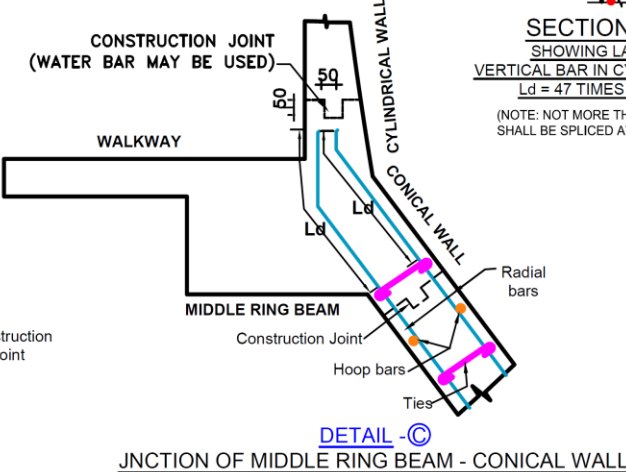 CONSTRUCTION JOINT
(WATER BAR MAY BE USED)
50
50
CYLINDRICAL WALL
SECTION
SHOWING LA
VERTICAL BAR IN CY
Ld = 47 TIMES
(NOTE: NOT MORE TH
SHALL BE SPLICED A
WALKWAY
CONICAL WALL
Ld
Ld
Radial
bars
MIDDLE RING BEAM
Construction Joint
truction
oint
Hoop bars
Ties
DETAIL -C
JNCTION OF MIDDLE RING BEAM - CONICAL WALL